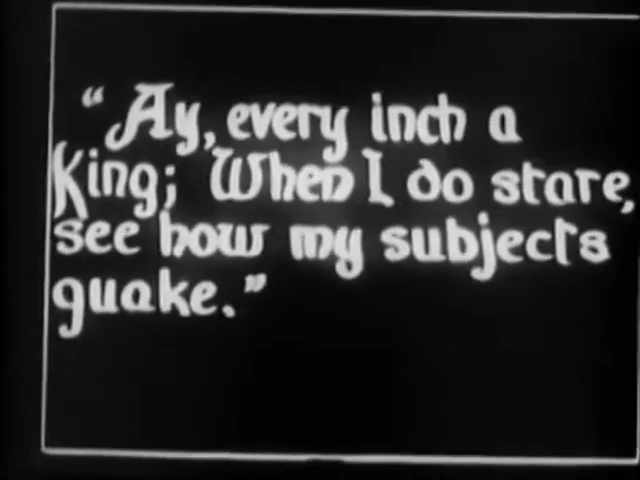 “Ay, every inch a
King; When I do stare,
see how my subjects
quake.”